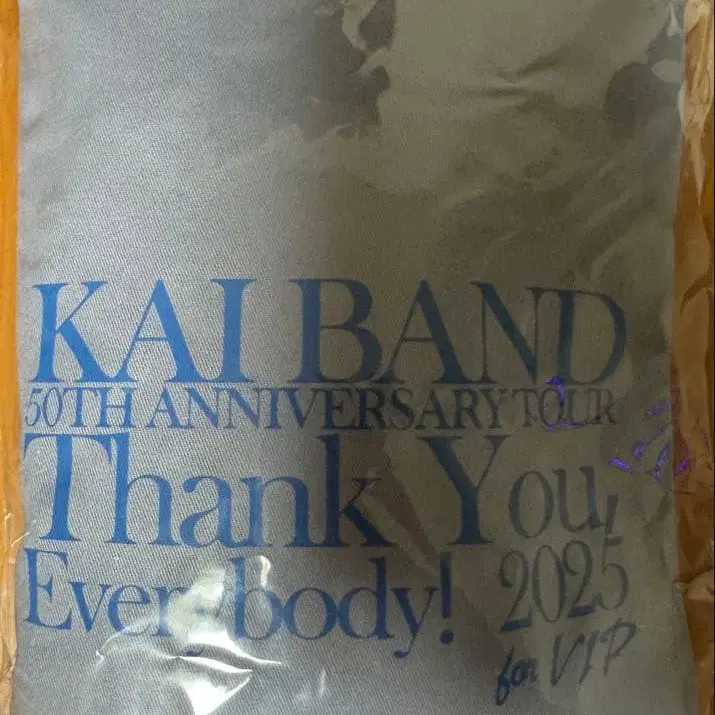 KAI BAND
50TH ANNIVERSARY TOUR
Thank You,
Everybody! 2025
for VIP